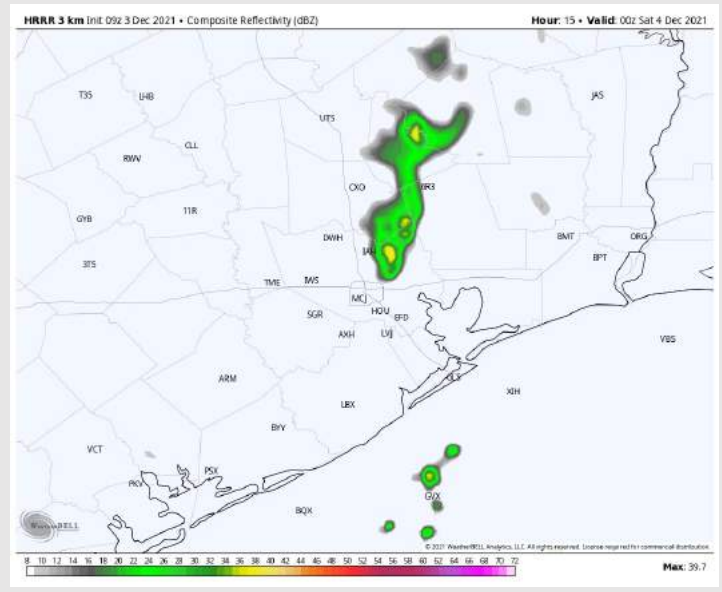 HRRR 3 km Init 09z 3 Dec 2021 • Composite Reflectivity (dBZ) Hour: 15 • Valid: 00z Sat 4 Dec 2021
T35 LHB JAS
UTS
CLL
RWV
CXO 6R3
GYB 11R
DWH BMT ORG
3T5 IAH BPT
TME IWS
MCJ
SGR HOU EFD
AXH LVJ VBS
ARM GLS
LBX XIH
BYY
VCT
PKV PSX
BQX GVX
WeatherBELL
© 2021 WeatherBELL Analytics, LLC. All rights reserved. License required for commercial distribution.
8 10 12 14 16 18 20 22 24 26 28 30 32 34 36 38 40 42 44 46 48 50 52 54 56 58 60 62 64 66 68 70 72 Max: 39.7